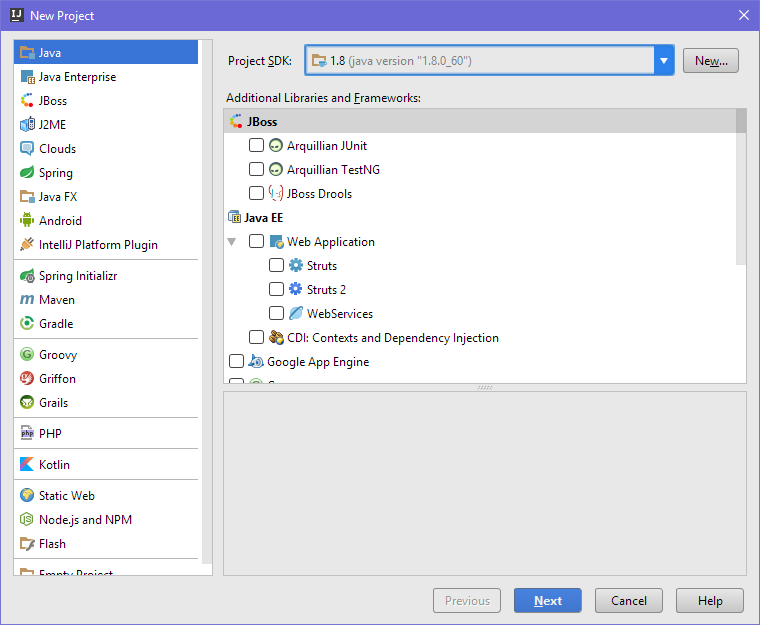 New Project
Java
Java Enterprise
JBoss
J2ME
Clouds
Spring
Java FX
Android
IntelliJ Platform Plugin
Spring Initializr
Maven
Gradle
Groovy
Griffon
Grails
PHP
Kotlin
Static Web
Node.js and NPM
Flash
Empty Project
Project SDK: 1.8 (java version "1.8.0_60") New...
Additional Libraries and Frameworks:
JBoss
Arquillian JUnit
Arquillian TestNG
JBoss Drools
Java EE
Web Application
Struts
Struts 2
WebServices
CDI: Contexts and Dependency Injection
Google App Engine
Previous Next Cancel Help